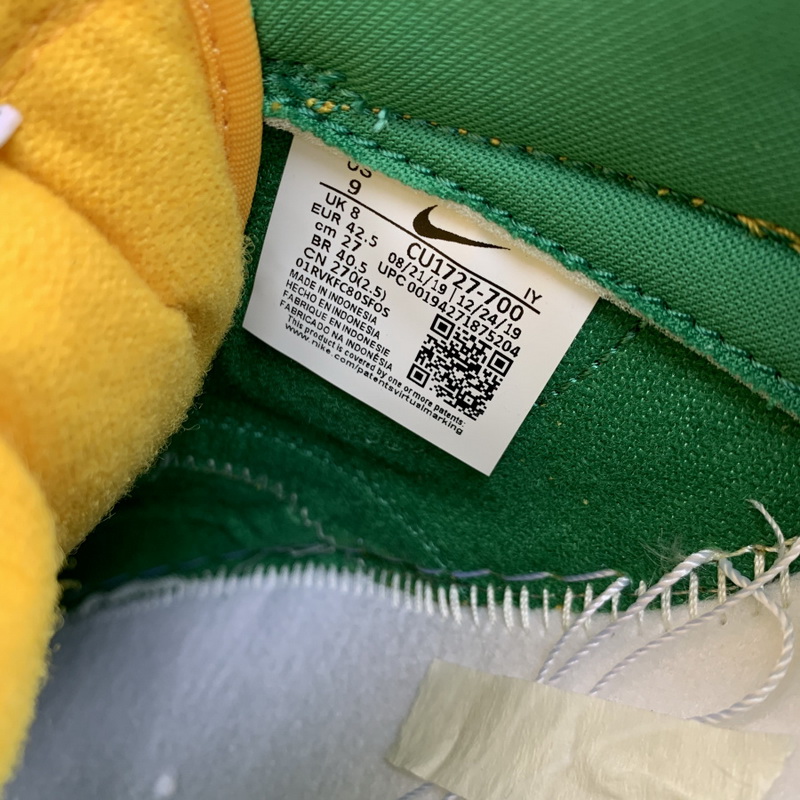 US
9
UK 8
EUR 42.5
cm 27
BR 40.5
CN 270(2.5)
01RVKFC80SFOS
CU1727-700 IY
08/21/19 | 12/24/19
UPC 00194271875204
MADE IN INDONESIA
HECHO EN INDONESIA
FABRIQUE EN INDONESIE
FABRICADO NA INDONÉSIA
This product is covered by one or more patents:
www.nike.com/patentsvirtualmarking